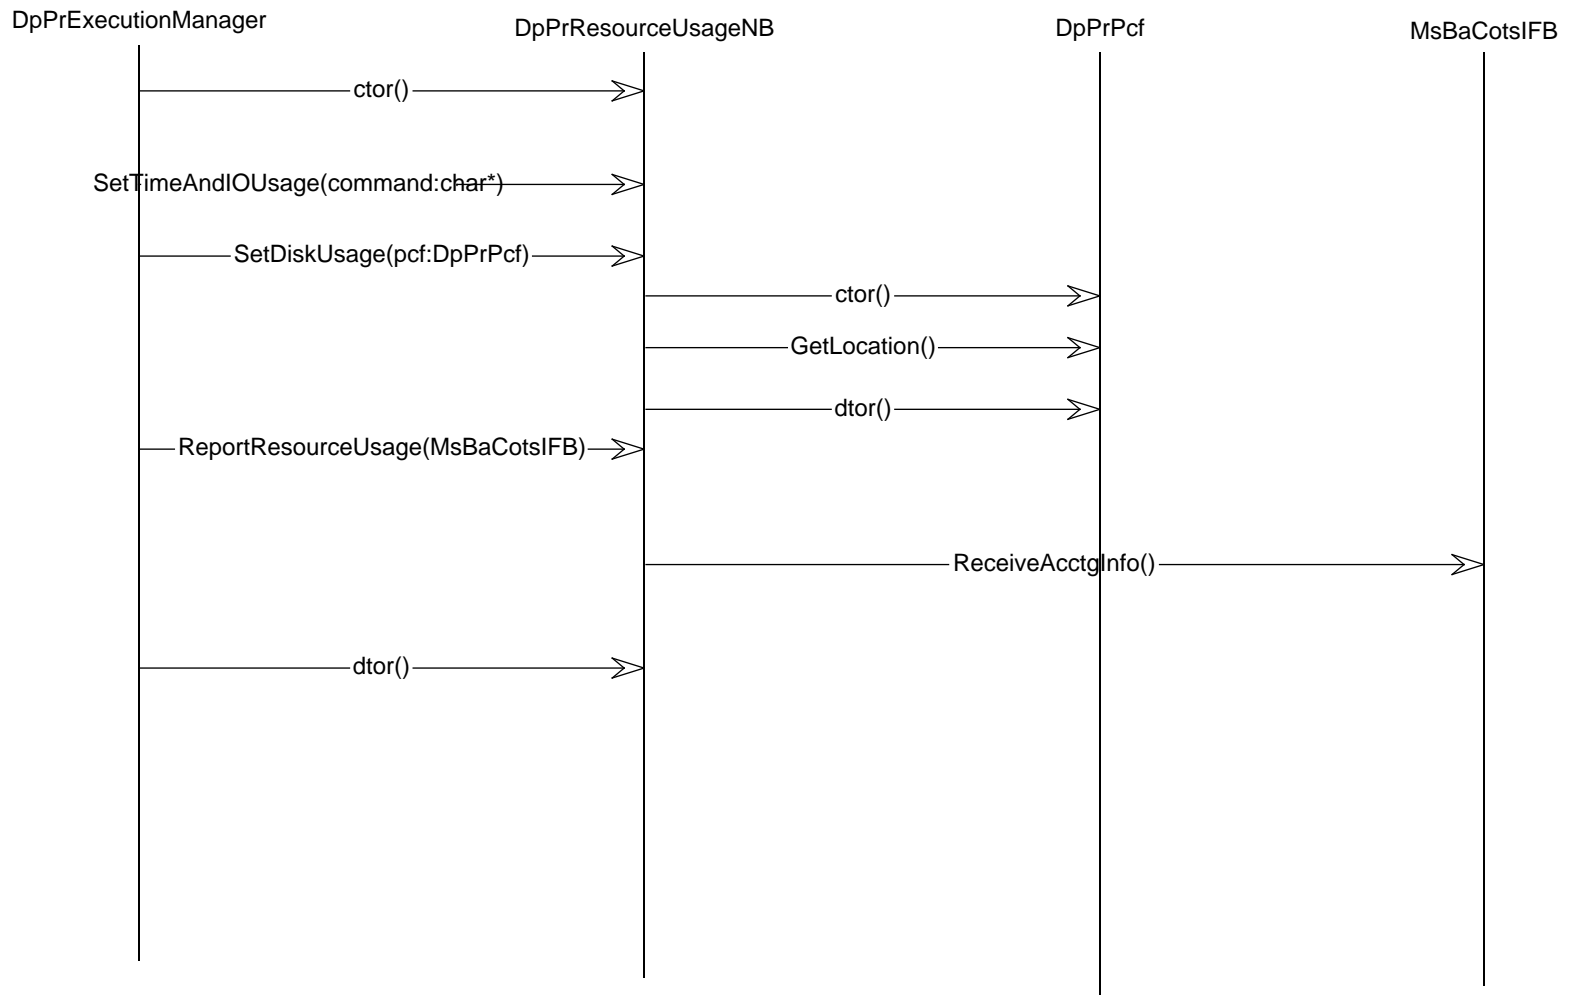 DpPrExecutionManager
DpPrResourceUsageNB
DpPrPcf
MsBaCotsIFB
ctor()
SetTimeAndIOUsage(command:char*)
SetDiskUsage(pcf:DpPrPcf)
ctor()
GetLocation()
dtor()
ReportResourceUsage(MsBaCotsIFB)
ReceiveAcctgInfo()
dtor()